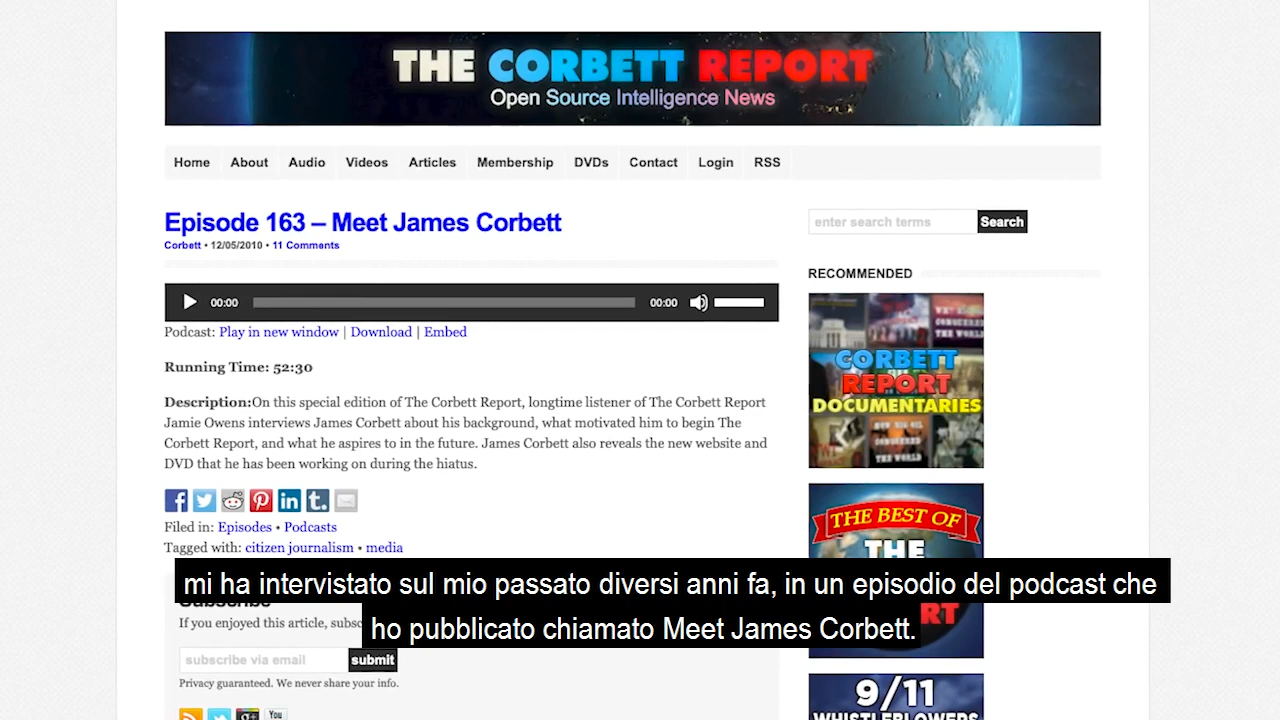 THE CORBETT REPORT
Open Source Intelligence News
Home About Audio Videos Articles Membership DVDs Contact Login RSS
Episode 163 – Meet James Corbett
Corbett • 12/05/2010 • 11 Comments
00:00 00:00
Podcast: Play in new window | Download | Embed
Running Time: 52:30
Description:On this special edition of The Corbett Report, longtime listener of The Corbett Report
Jamie Owens interviews James Corbett about his background, what motivated him to begin The
Corbett Report, and what he aspires to in the future. James Corbett also reveals the new website and
DVD that he has been working on during the hiatus.
Filed in: Episodes • Podcasts
Tagged with: citizen journalism • media
Subscribe
If you enjoyed this article, subsc
subscribe via email submit
Privacy guaranteed. We never share your info.
You
enter search terms Search
RECOMMENDED
CORBETT
REPORT
DOCUMENTARIES
THE BEST OF
THE
RT
9/11
WHISTLEBLOWERS
mi ha intervistato sul mio passato diversi anni fa, in un episodio del podcast che
ho pubblicato chiamato Meet James Corbett.